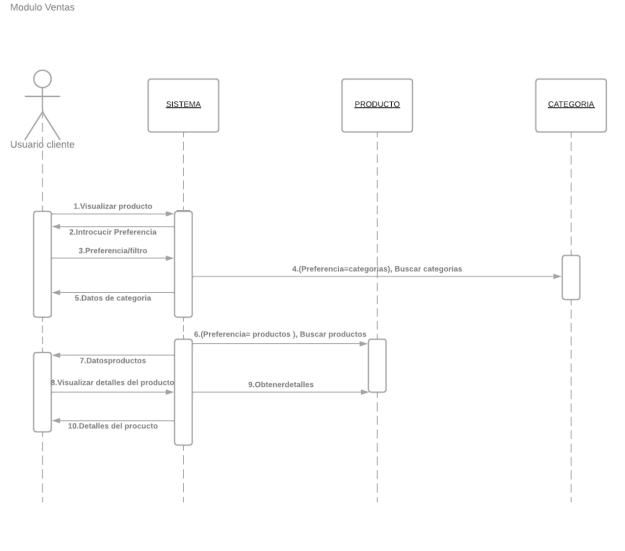 Modulo Ventas
SISTEMA
PRODUCTO
CATEGORIA
Usuario cliente
1.Visualizar producto
2.Introcucir Preferencia
3.Preferencia/filtro
4.(Preferencia=categorias), Buscar categorias
5.Datos de categoria
6.(Preferencia= productos ), Buscar productos
7.Datosproductos
8.Visualizar detalles del producto
9.Obtenerdetalles
10.Detalles del procucto